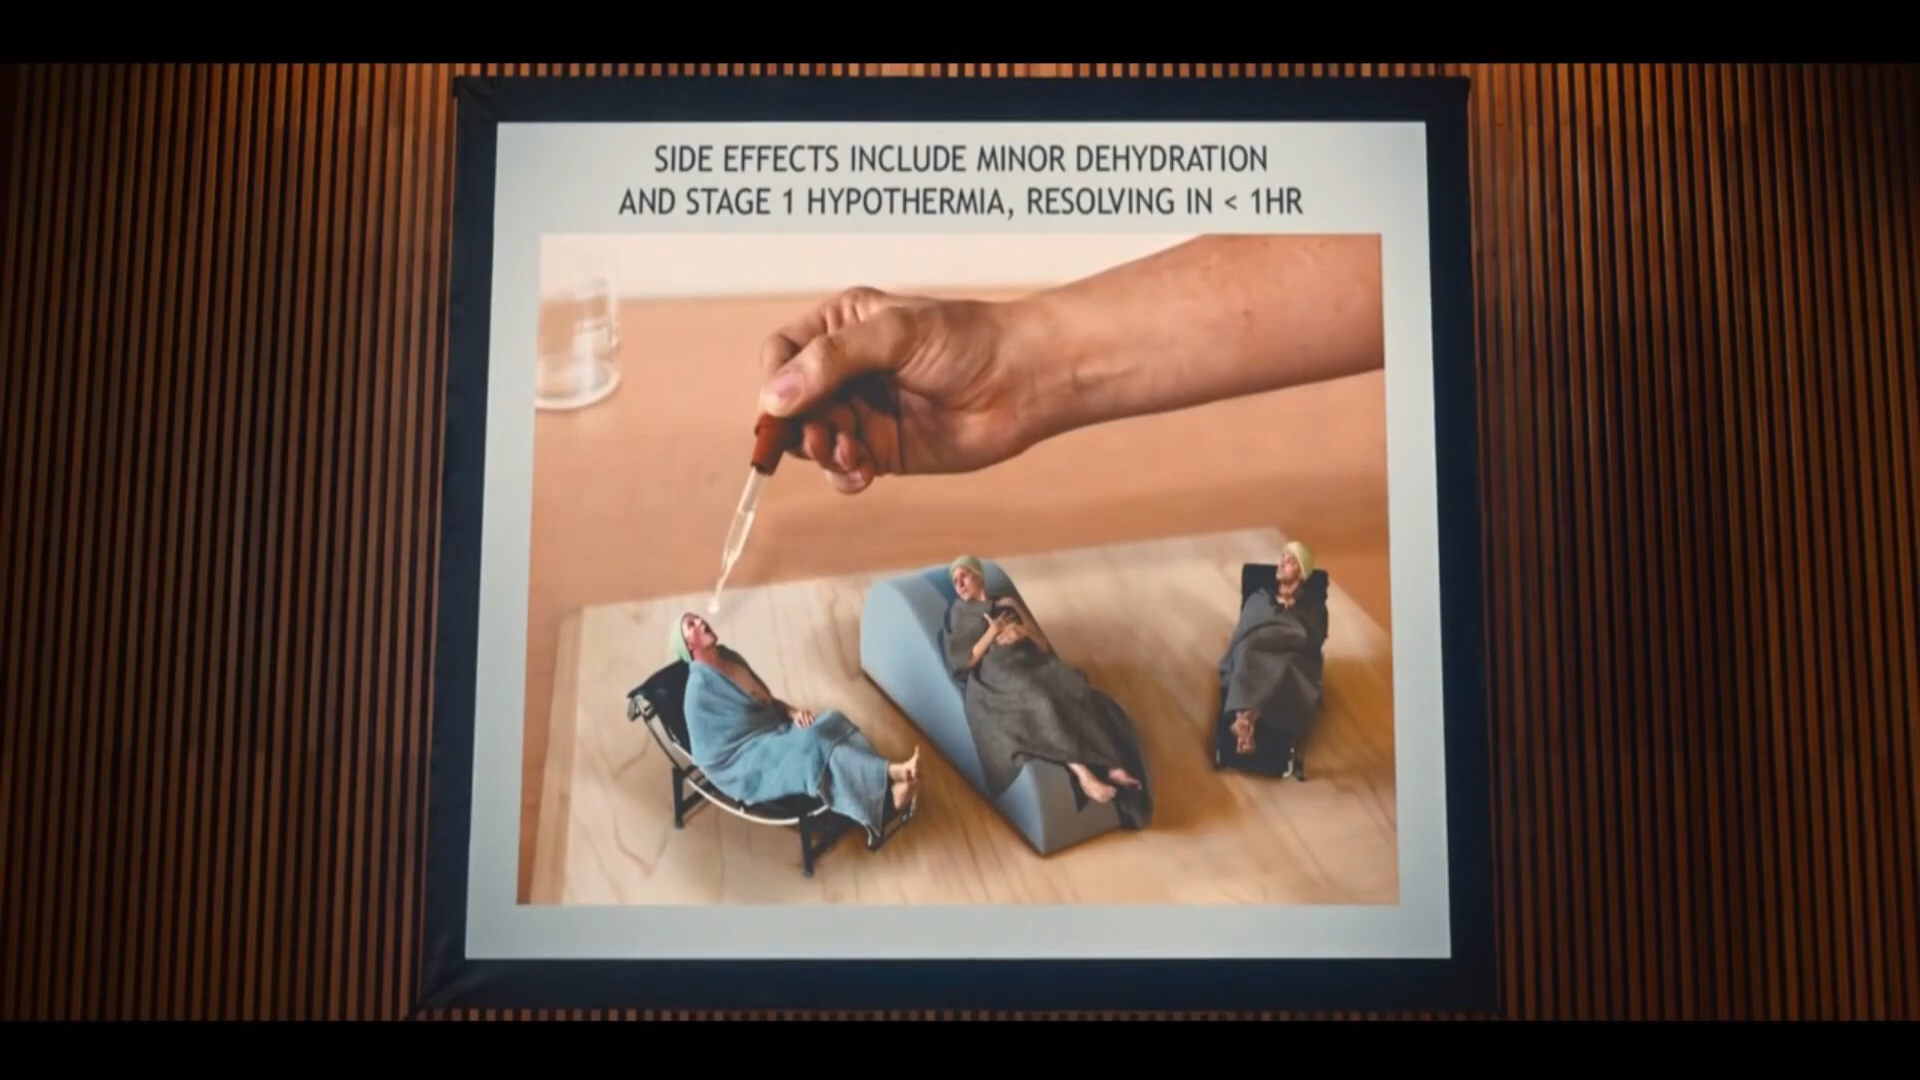 SIDE EFFECTS INCLUDE MINOR DEHYDRATION
AND STAGE 1 HYPOTHERMIA, RESOLVING IN < 1HR